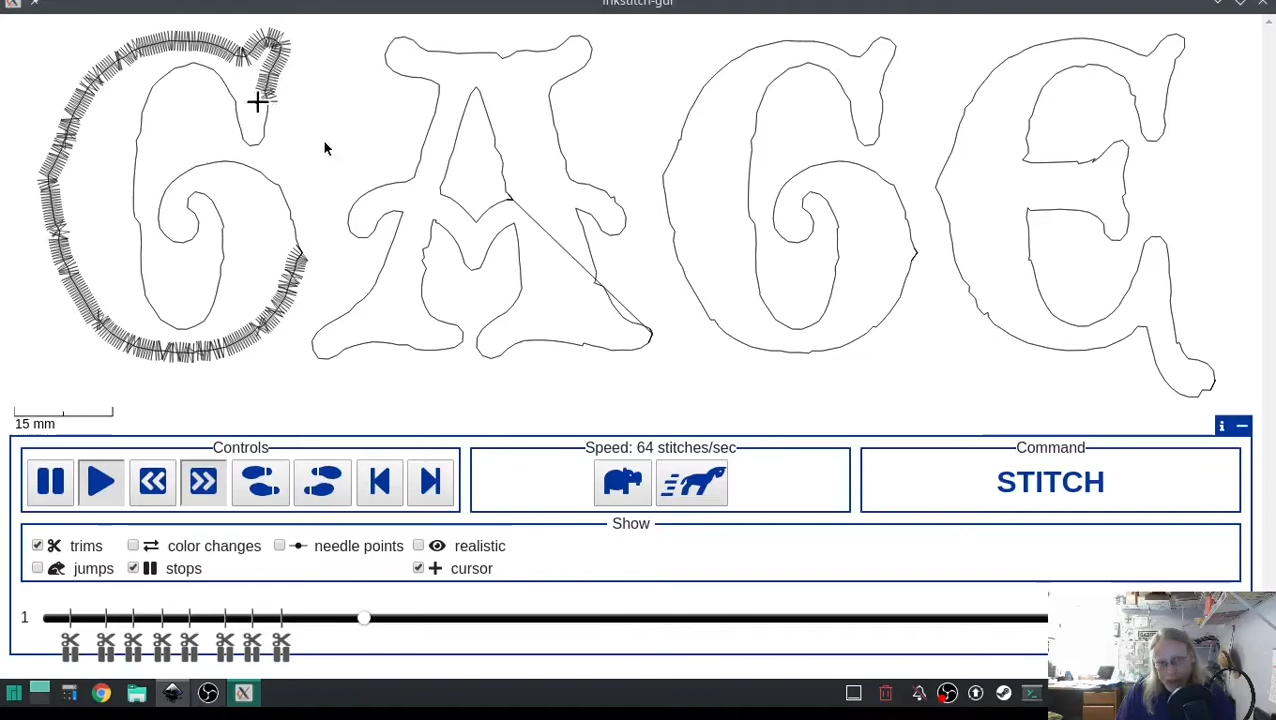 inkstitch-gui
GAGE
15 mm
i
Controls
Speed: 64 stitches/sec
Command
STITCH
Show
trims
color changes
needle points
realistic
jumps
stops
cursor
1